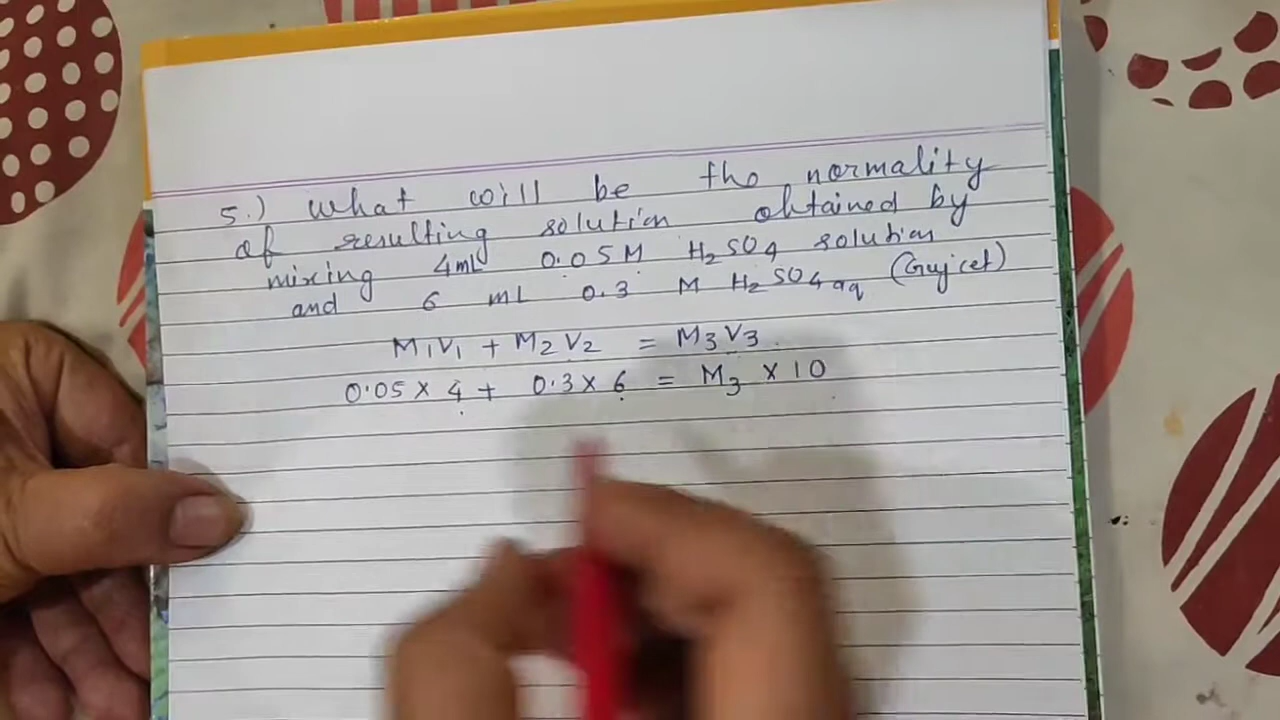 5.) What will be the normality
of resulting solution obtained by
mixing 4mL 0.05M H₂SO₄ solution
and 6 mL 0.3 M H₂SO₄ aq (Gujcet)
M₁V₁ + M₂V₂ = M₃V₃
0.05 × 4 + 0.3 × 6 = M₃ × 10